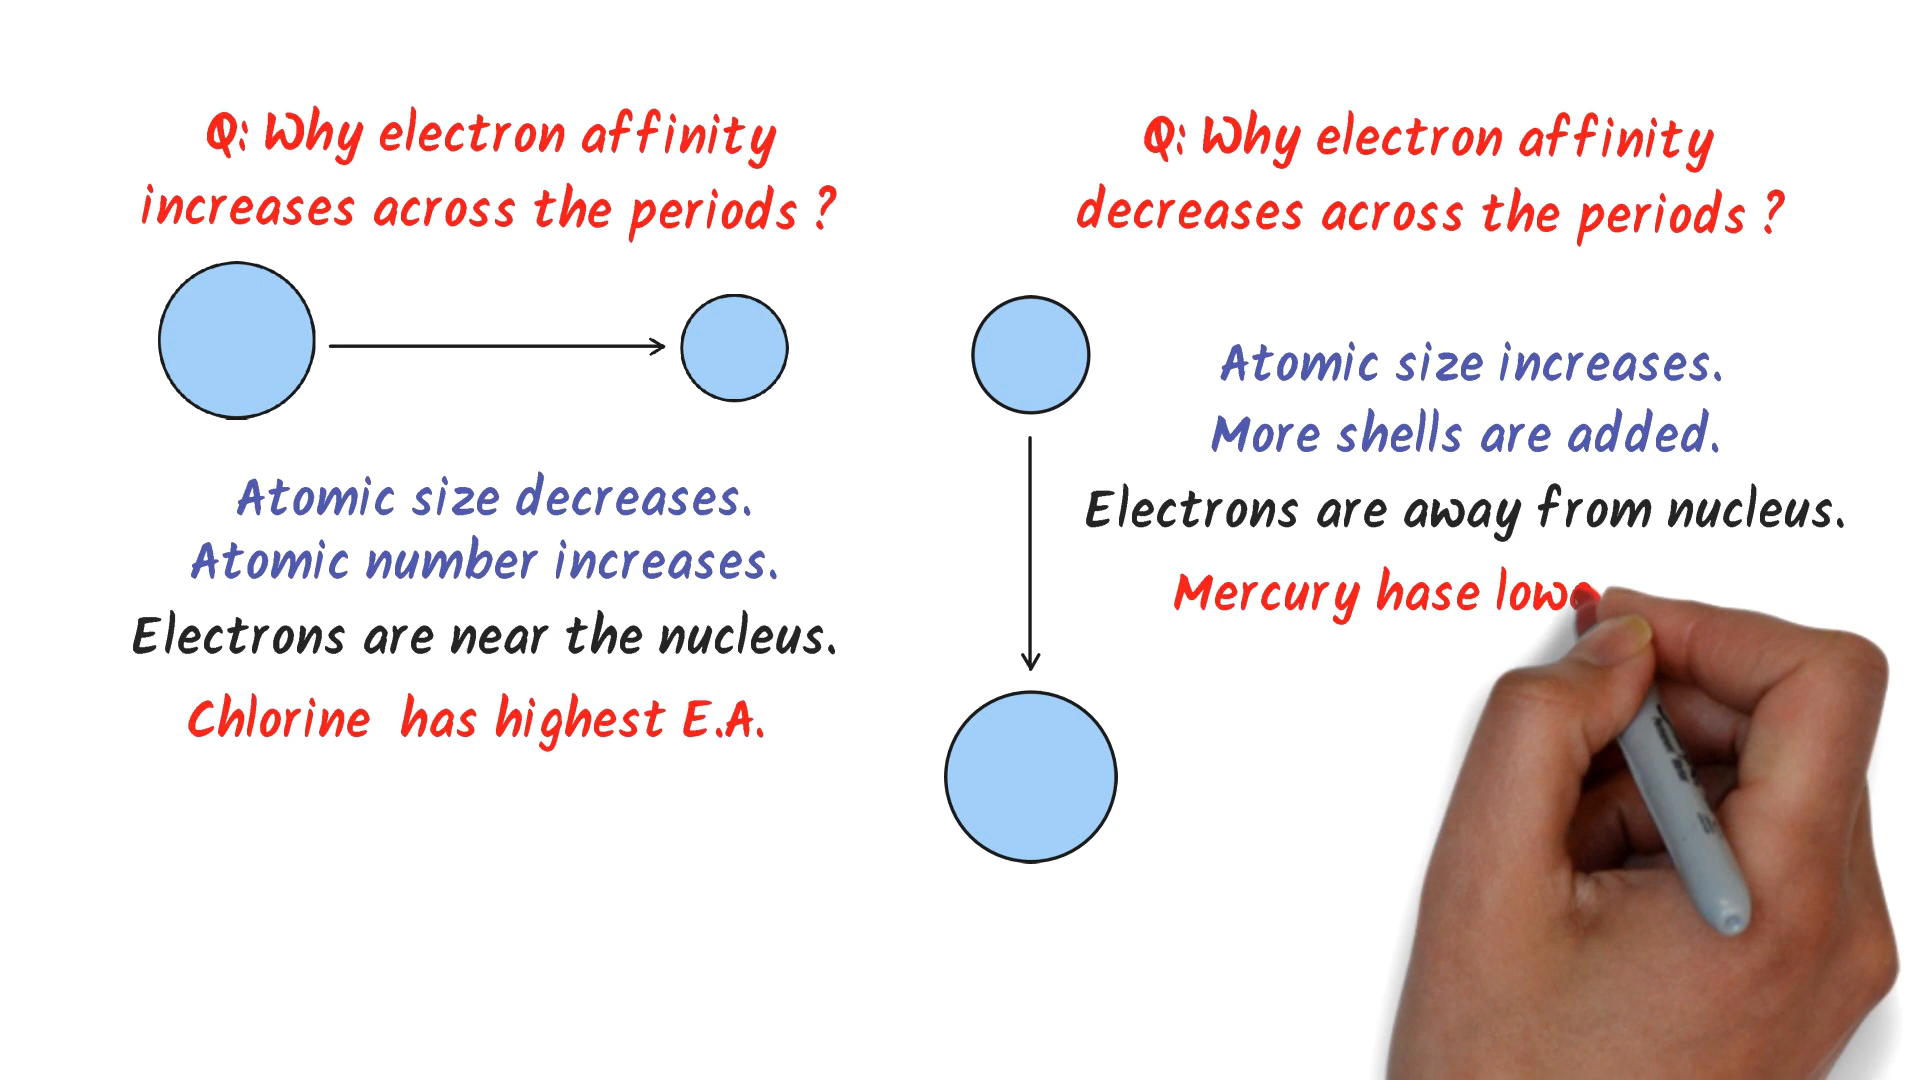 Q: Why electron affinity
increases across the periods ?
Atomic size decreases.
Atomic number increases.
Electrons are near the nucleus.
Chlorine has highest E.A.
Q: Why electron affinity
decreases across the periods ?
Atomic size increases.
More shells are added.
Electrons are away from nucleus.
Mercury hase low